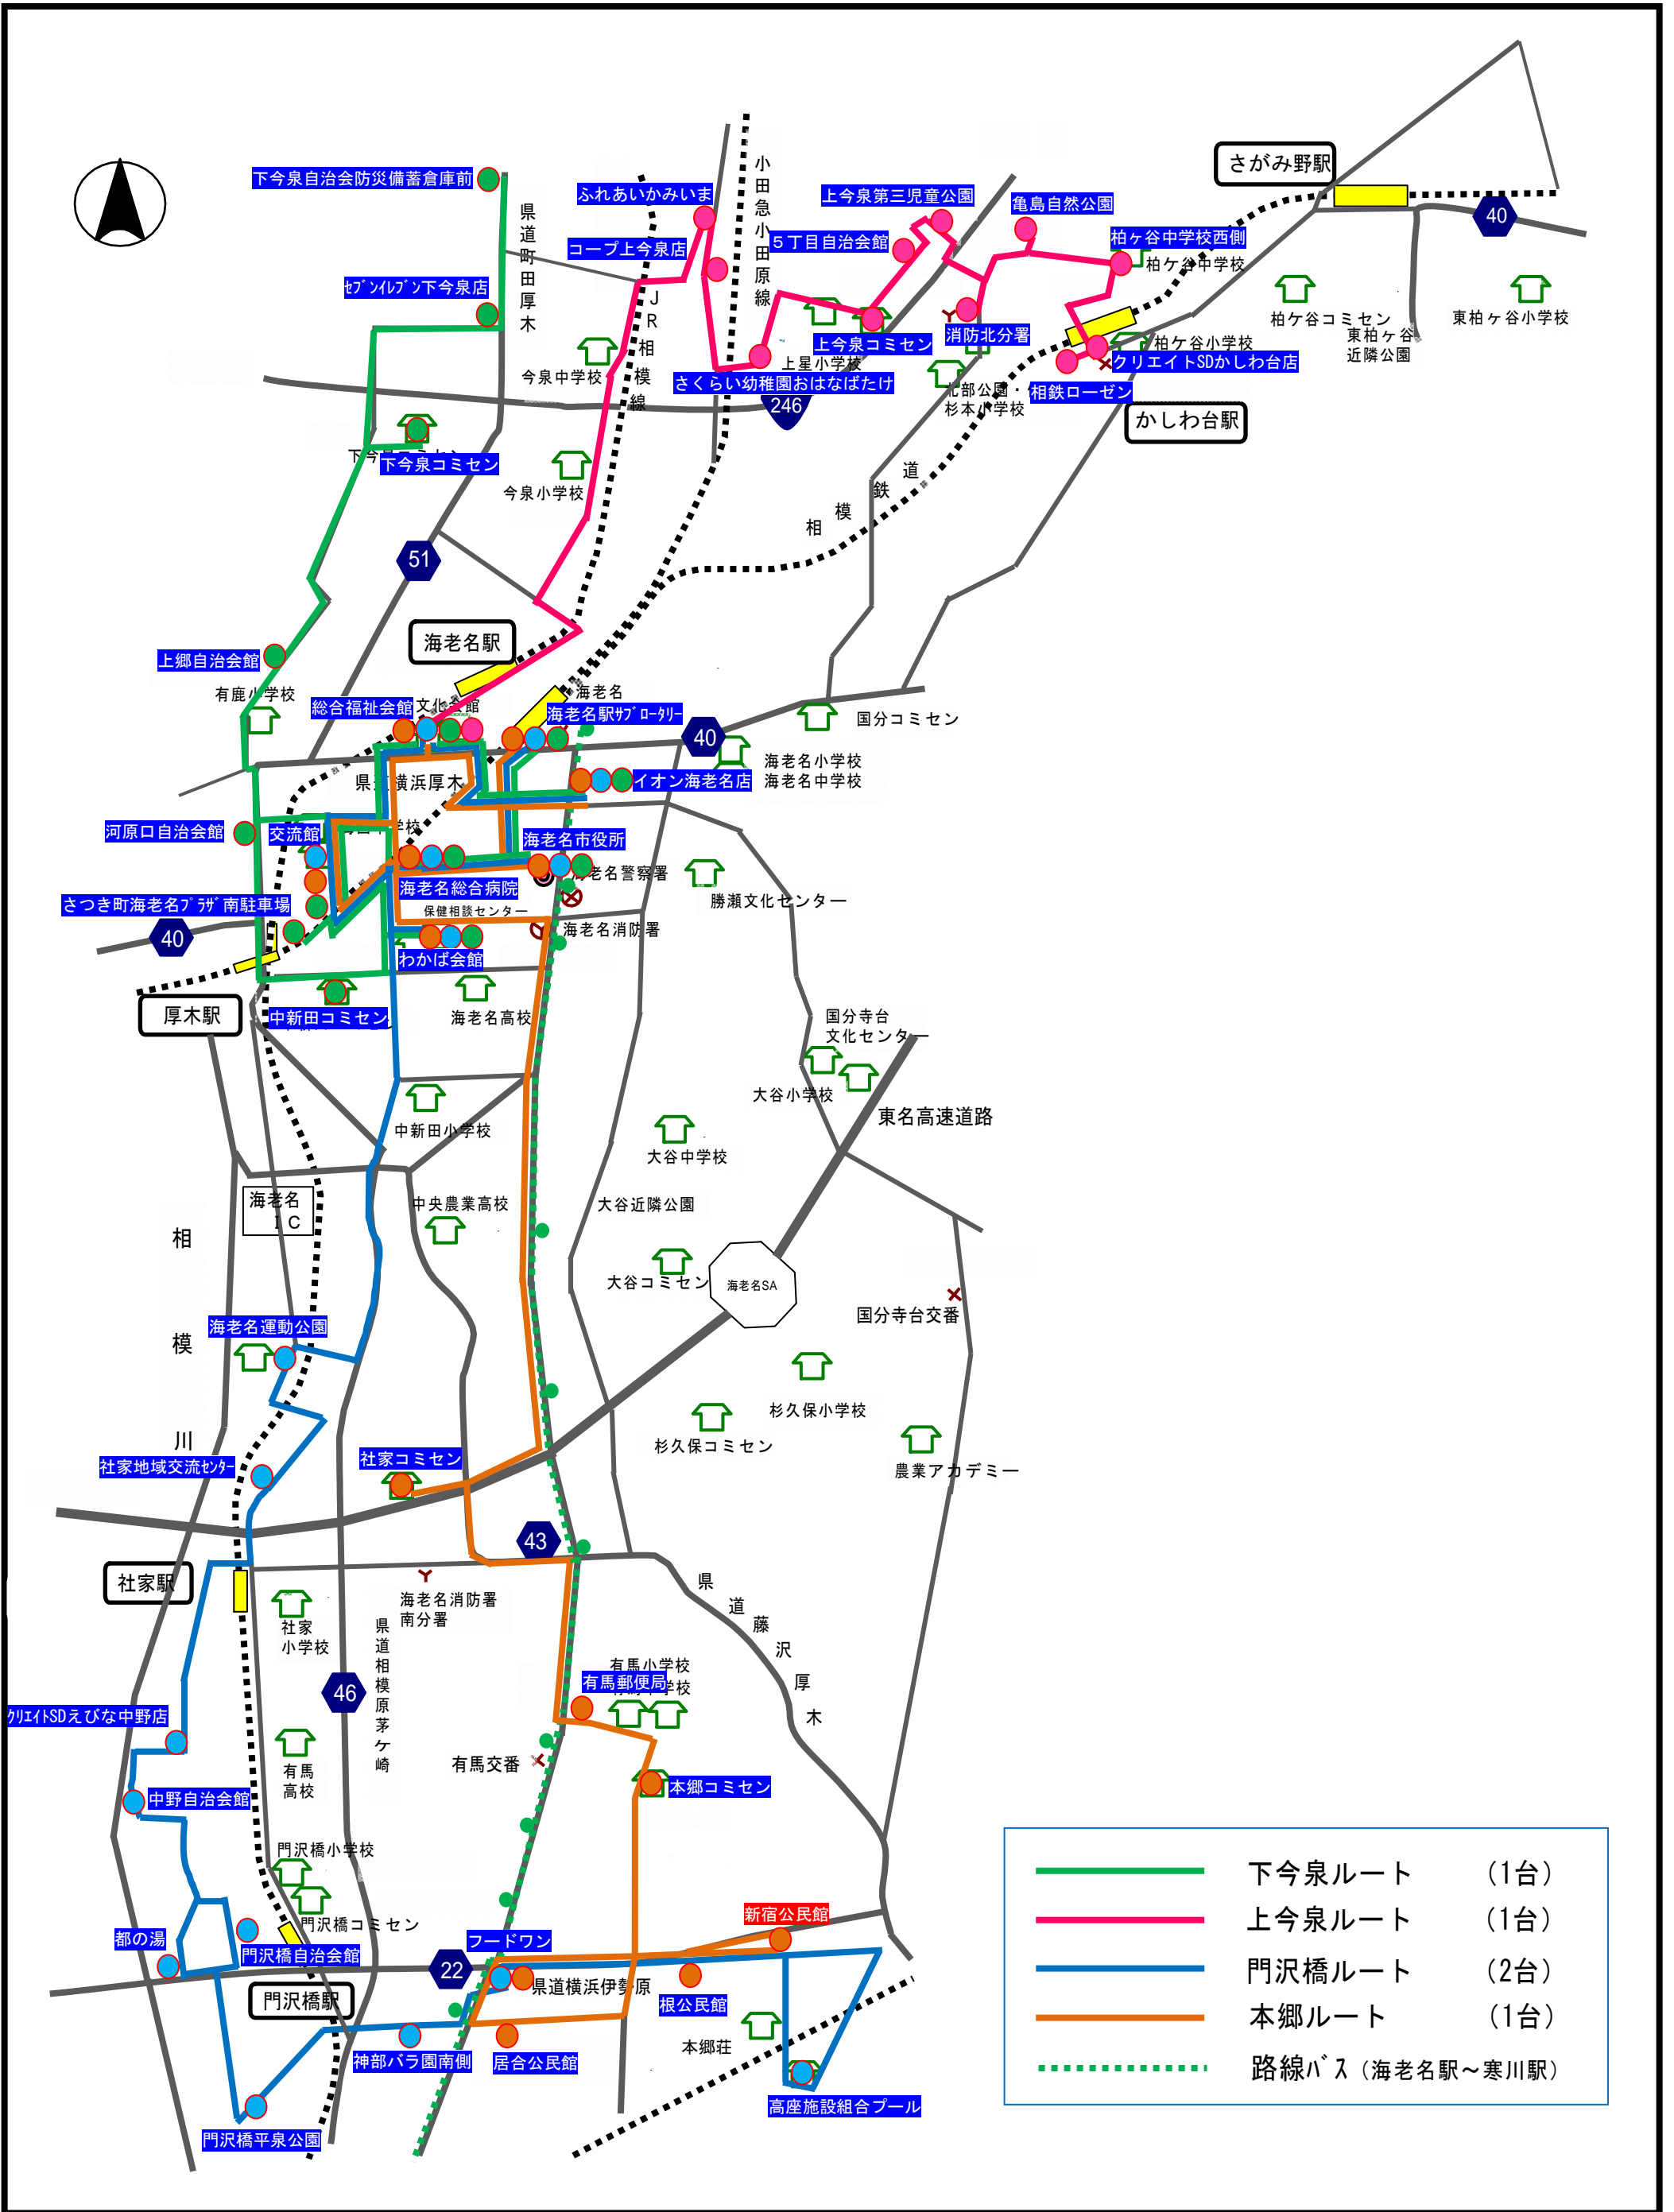 さがみ野駅
下今泉自治会防災備蓄倉庫前
ふれあいかみいま
小田急小田原線
上今泉第三児童公園
亀島自然公園
40
県道町田厚木
コープ上今泉店
5丁目自治会館
柏ヶ谷中学校西側
柏ケ谷中学校
ｾﾌﾞﾝｲﾚﾌﾞﾝ下今泉店
JR相模線
柏ケ谷コミセン
東柏ヶ谷小学校
東柏ヶ谷
近隣公園
消防北分署
上今泉コミセン
柏ケ谷小学校
クリエイトSDかしわ台店
上星小学校
今泉中学校
さくらい幼稚園おはなばたけ
相鉄ローゼン
北部公園・
杉本小学校
246
かしわ台駅
下今泉コミセン
今泉小学校
相模鉄道
51
海老名駅
上郷自治会館
有鹿小学校
総合福祉会館
文化会館
海老名
海老名駅ｻﾌﾞﾛｰﾀﾘｰ
40
国分コミセン
海老名小学校
海老名中学校
県道横浜厚木
イオン海老名店
河原口自治会館
交流館
海老名市役所
海老名総合病院
海老名警察署
勝瀬文化センター
さつき町海老名ﾌﾟﾗｻﾞ南駐車場
保健相談センター
40
海老名消防署
わかば会館
厚木駅
中新田コミセン
海老名高校
国分寺台
文化センター
大谷小学校
東名高速道路
中新田小学校
大谷中学校
海老名
IC
中央農業高校
大谷近隣公園
相模川
大谷コミセン
海老名SA
国分寺台交番
海老名運動公園
杉久保小学校
杉久保コミセン
農業アカデミー
社家コミセン
社家地域交流ｾﾝﾀｰ
43
社家駅
海老名消防署
南分署
県道藤沢厚木
社家
小学校
県道相模原茅ヶ崎
有馬小学校
有馬郵便局
46
ｸﾘｴｲﾄSDえびな中野店
有馬交番
有馬
高校
本郷コミセン
中野自治会館
門沢橋小学校
門沢橋コミセン
新宿公民館
都の湯
門沢橋自治会館
フードワン
22
県道横浜伊勢原
根公民館
門沢橋駅
本郷荘
神部バラ園南側
居合公民館
高座施設組合プール
門沢橋平泉公園
下今泉ルート (1台)
上今泉ルート (1台)
門沢橋ルート (2台)
本郷ルート (1台)
路線バス (海老名駅～寒川駅)